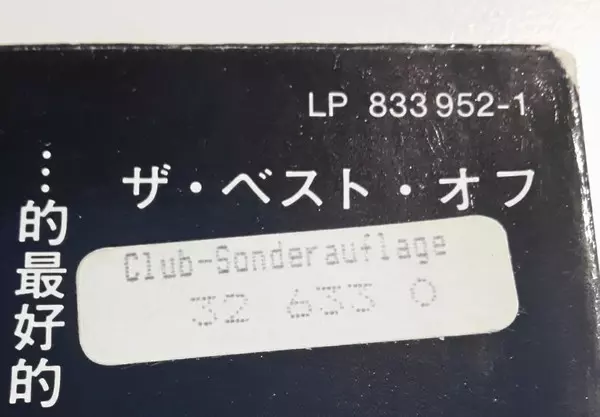 LP 833 952-1
ザ・ベスト・オフ
…的最好的
Club-Sonderauflage
32 633 0